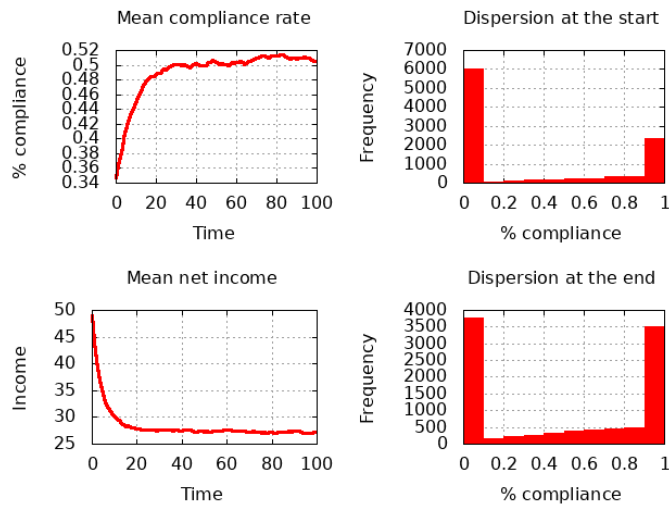 Mean compliance rate
% compliance
0.52
0.5
0.48
0.46
0.44
0.42
0.4
0.38
0.36
0.34
0 20 40 60 80 100
Time
Dispersion at the start
Frequency
7000
6000
5000
4000
3000
2000
1000
0
0 0.2 0.4 0.6 0.8 1
% compliance
Mean net income
Income
50
45
40
35
30
25
0 20 40 60 80 100
Time
Dispersion at the end
Frequency
4000
3500
3000
2500
2000
1500
1000
500
0
0 0.2 0.4 0.6 0.8 1
% compliance